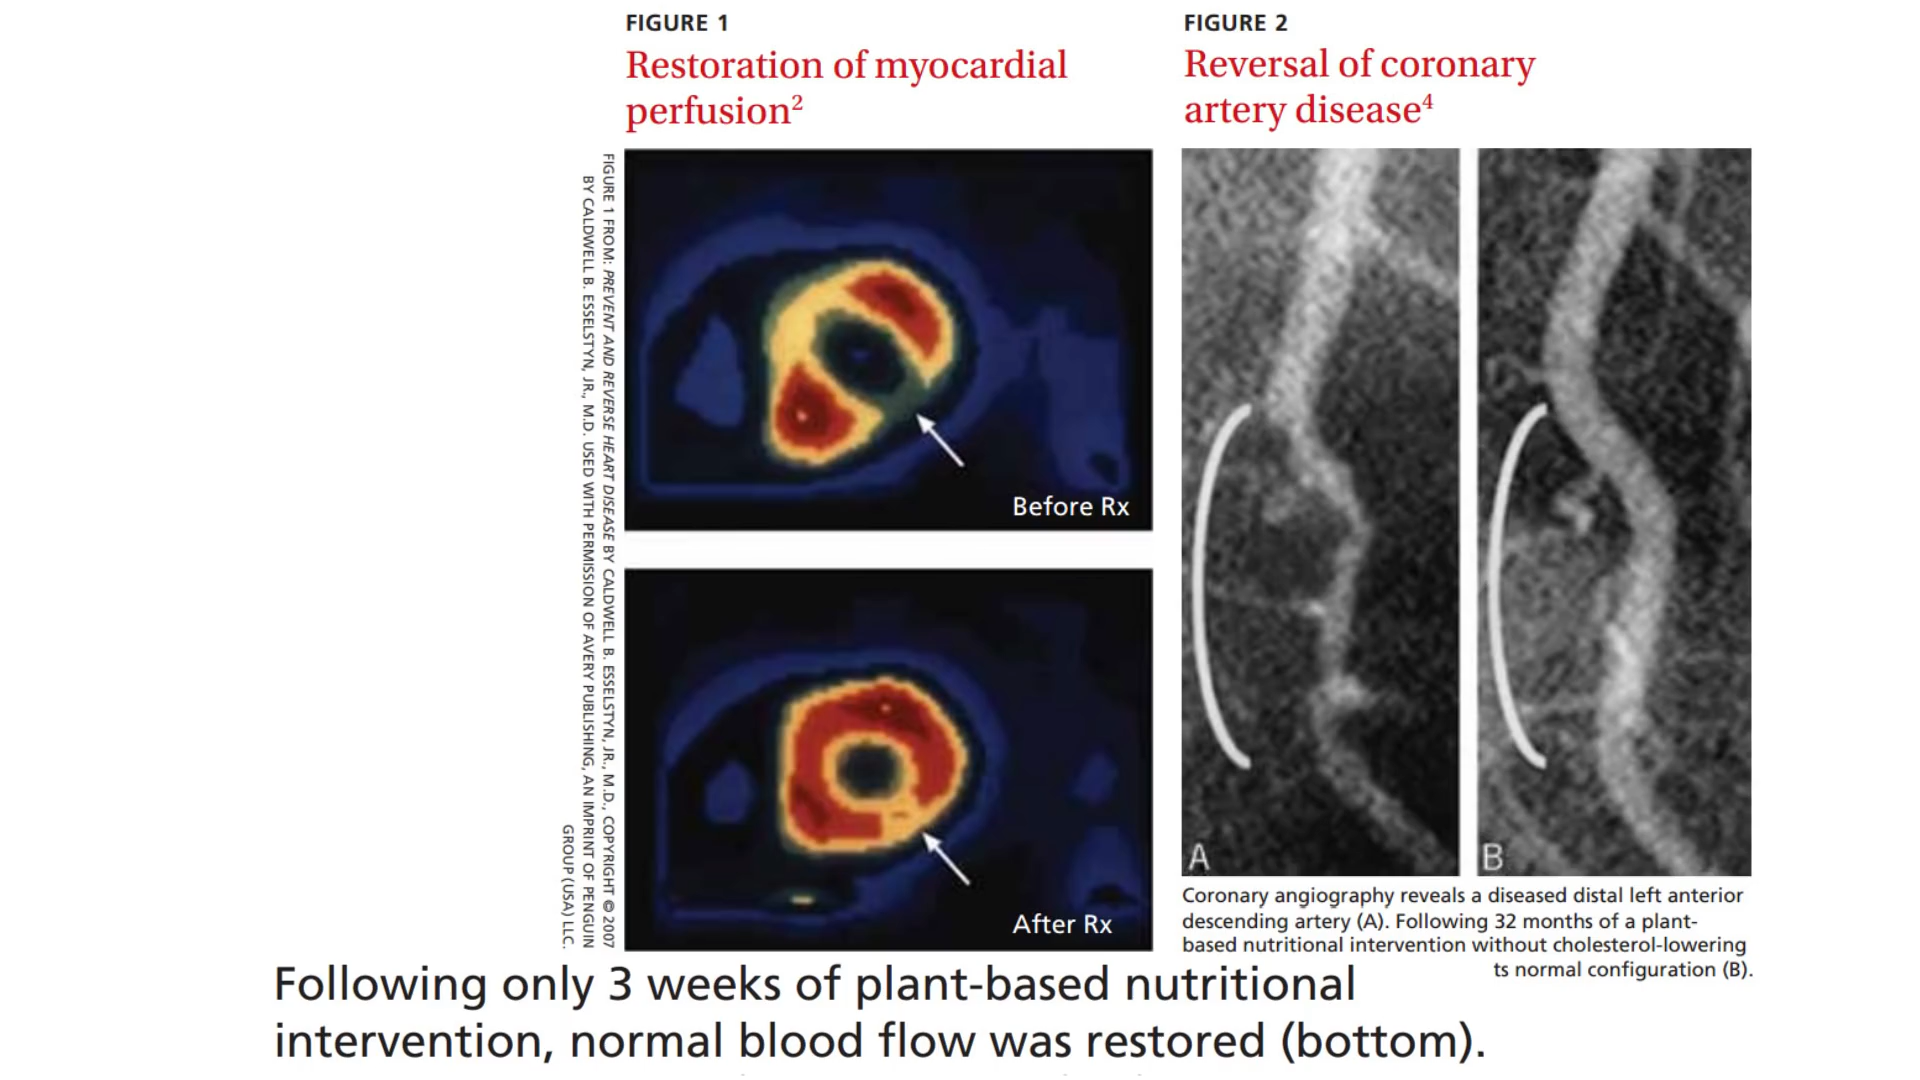 FIGURE 1
Restoration of myocardial
perfusion2
FIGURE 1 FROM: PREVENT AND REVERSE HEART DISEASE BY CALDWELL B. ESSELSTYN, JR., M.D., COPYRIGHT © 2007
BY CALDWELL B. ESSELSTYN, JR., M.D. USED WITH PERMISSION OF AVERY PUBLISHING, AN IMPRINT OF PENGUIN
GROUP (USA) LLC.
Before Rx
After Rx
FIGURE 2
Reversal of coronary
artery disease4
A
B
Coronary angiography reveals a diseased distal left anterior
descending artery (A). Following 32 months of a plant-
based nutritional intervention without cholesterol-lowering
ts normal configuration (B).
Following only 3 weeks of plant-based nutritional
intervention, normal blood flow was restored (bottom).